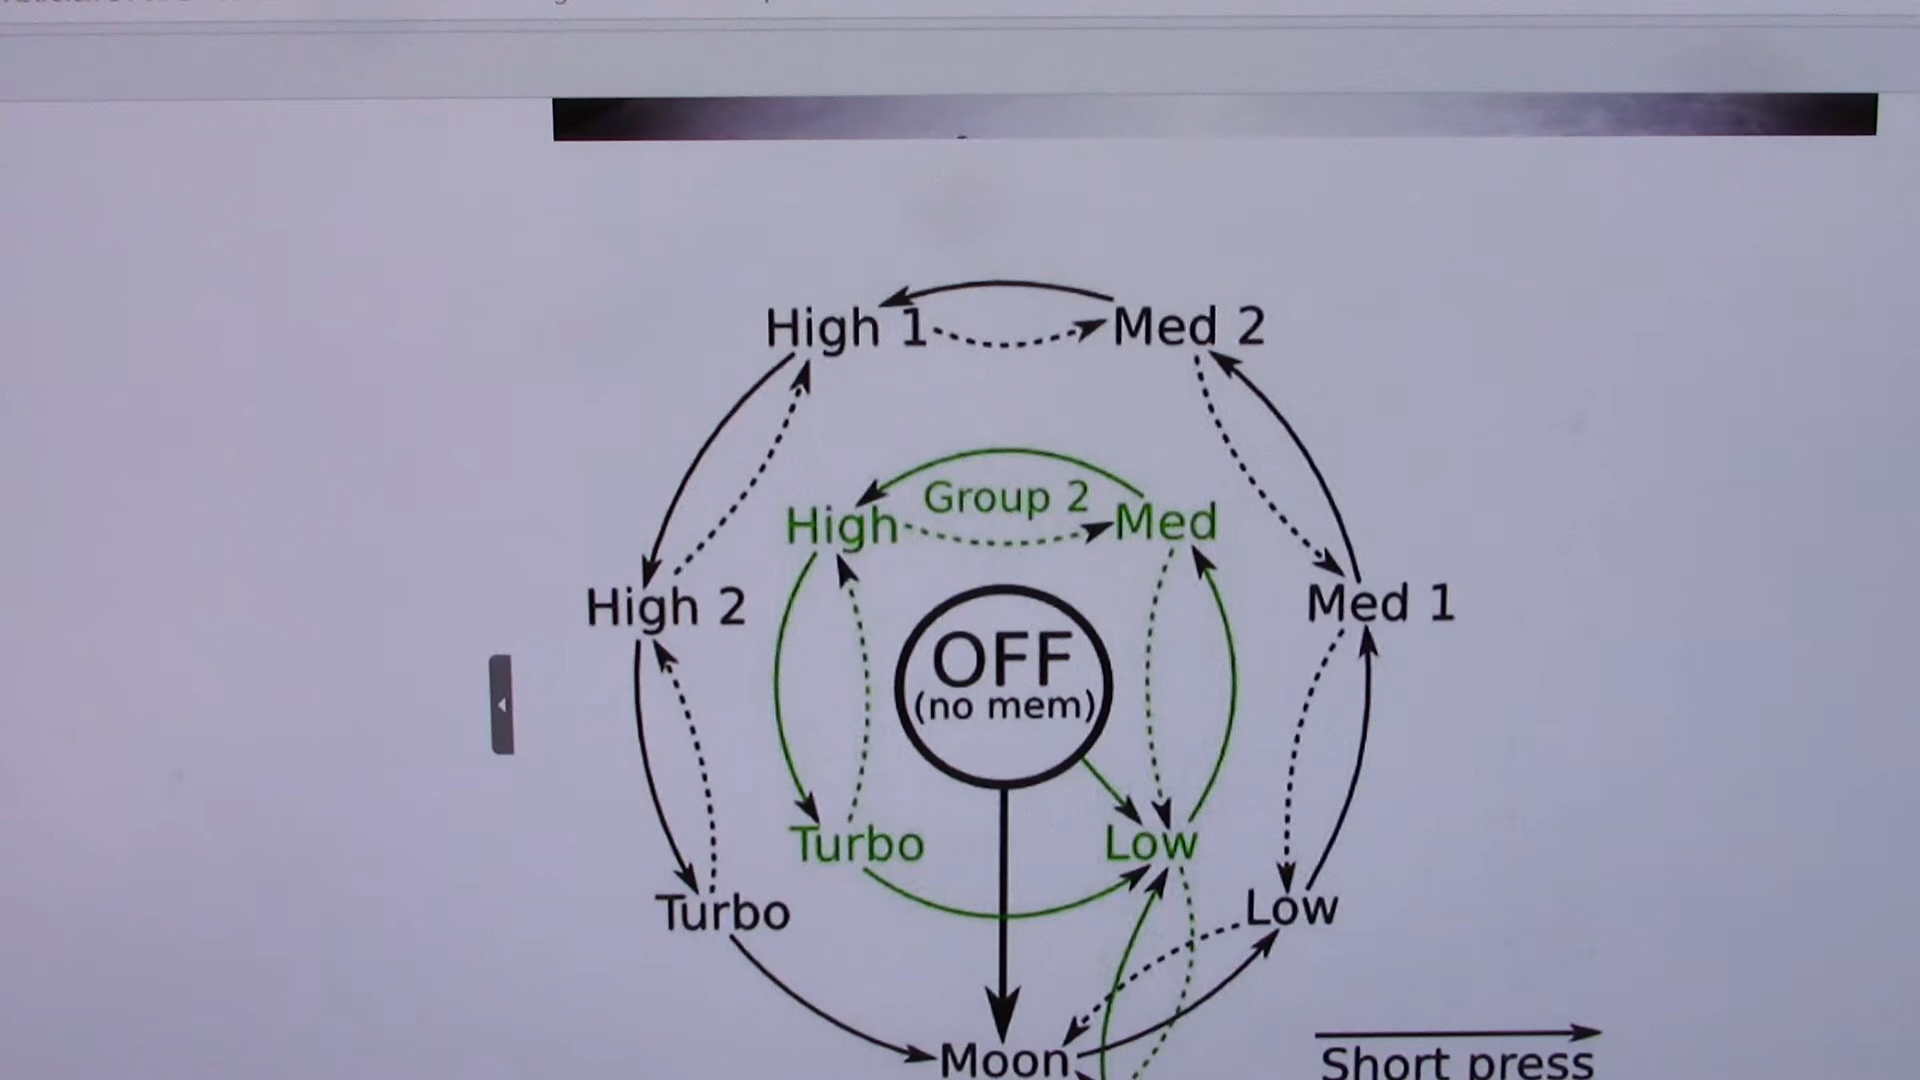 High 1 Med 2
Group 2
High Med
OFF
(no mem)
High 2 Med 1
Turbo Low
Turbo Low
Moon
Short press